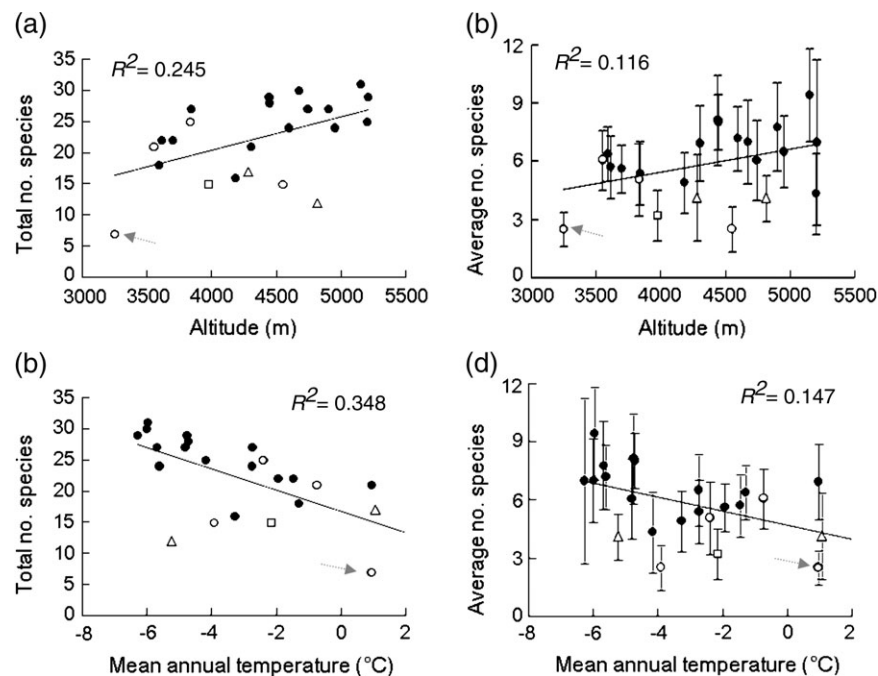 (a)
R²= 0.245
Total no. species
35
30
25
20
15
10
5
0
3000 3500 4000 4500 5000 5500
Altitude (m)
(b)
R²= 0.116
Average no. species
12
9
6
3
0
3000 3500 4000 4500 5000 5500
Altitude (m)
(b)
R²= 0.348
Total no. species
35
30
25
20
15
10
5
0
-8 -6 -4 -2 0 2
Mean annual temperature (°C)
(d)
R²= 0.147
Average no. species
12
9
6
3
0
-8 -6 -4 -2 0 2
Mean annual temperature (°C)